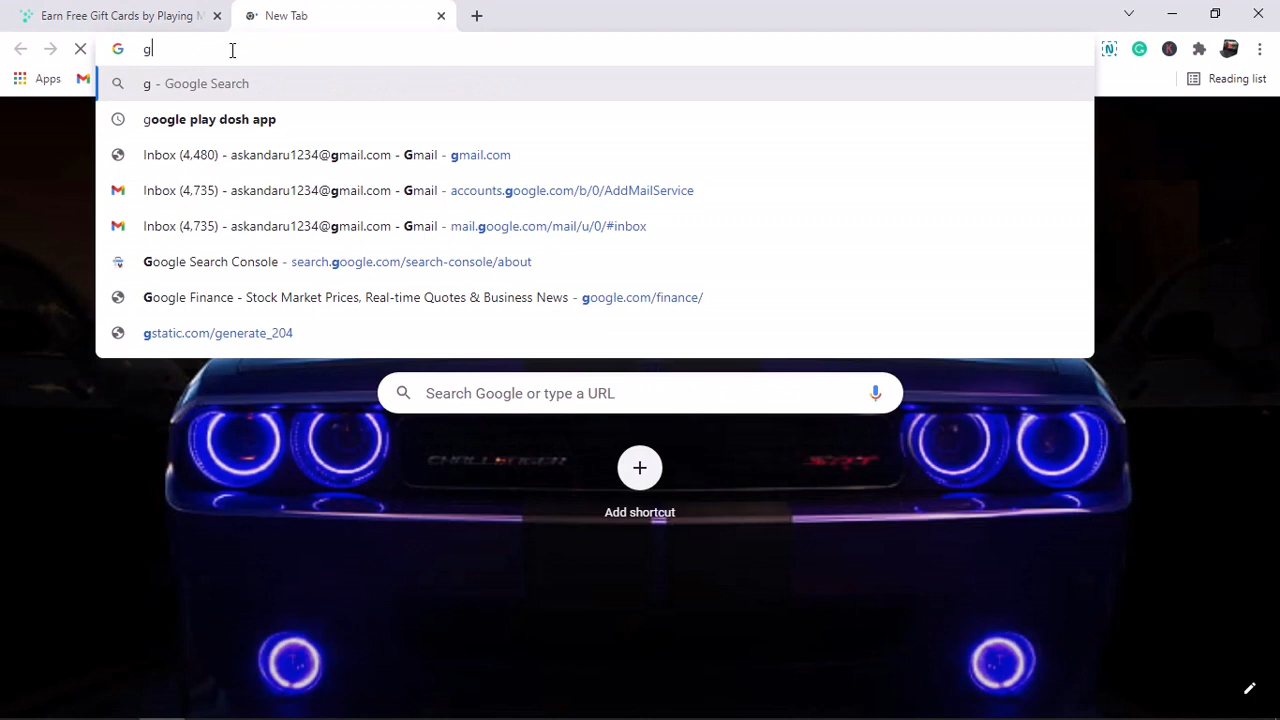 Earn Free Gift Cards by Playing M
New Tab
g
Apps
Reading list
g - Google Search
google play dosh app
Inbox (4,480) - askandaru1234@gmail.com - Gmail - gmail.com
Inbox (4,735) - askandaru1234@gmail.com - Gmail - accounts.google.com/b/0/AddMailService
Inbox (4,735) - askandaru1234@gmail.com - Gmail - mail.google.com/mail/u/0/#inbox
Google Search Console - search.google.com/search-console/about
Google Finance - Stock Market Prices, Real-time Quotes & Business News - google.com/finance/
gstatic.com/generate_204
Search Google or type a URL
CHALLENGER
SRT
Add shortcut